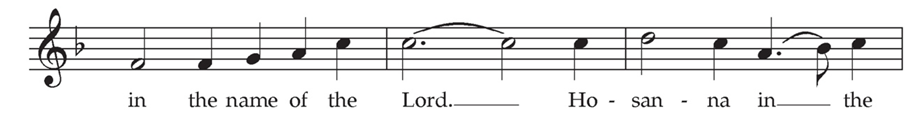 in the name of the Lord. Ho - san - na in the